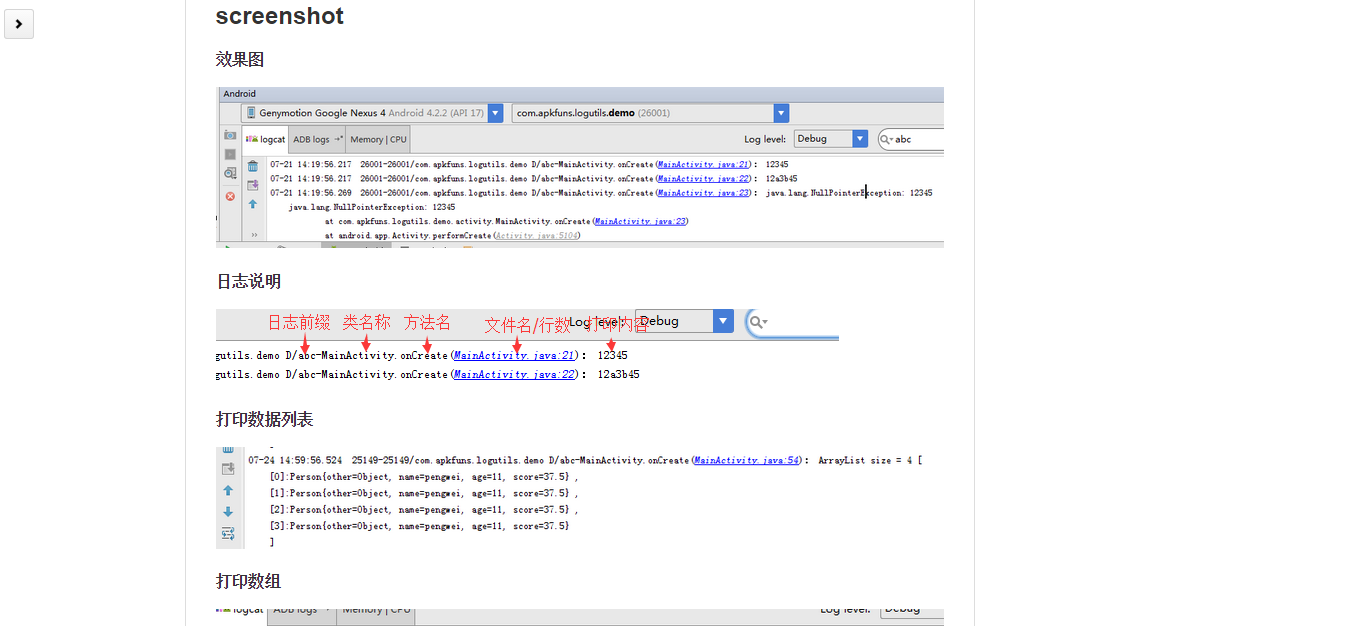 screenshot
效果图
Android
Genymotion Google Nexus 4 Android 4.2.2 (API 17) com.apkfuns.logutils.demo (26001)
logcat ADB logs Memory | CPU Log level: Debug abc
07-21 14:19:56.217 26001-26001/com.apkfuns.logutils.demo D/abc-MainActivity.onCreate(MainActivity.java:21): 12345
07-21 14:19:56.218 26001-26001/com.apkfuns.logutils.demo D/abc-MainActivity.onCreate(MainActivity.java:22): 12a3b45
07-21 14:19:56.269 26001-26001/com.apkfuns.logutils.demo D/abc-MainActivity.onCreate(MainActivity.java:23): java.lang.NullPointerException: 12345
java.lang.NullPointerException: 12345
at com.apkfuns.logutils.demo.activity.MainActivity.onCreate(MainActivity.java:23)
at android.app.Activity.performCreate(Activity.java:5104)
日志说明
日志前缀 类名称 方法名 文件名/行数 打印内容
Log level: Debug
gutils.demo D/abc-MainActivity.onCreate(MainActivity.java:21): 12345
gutils.demo D/abc-MainActivity.onCreate(MainActivity.java:22): 12a3b45
打印数据列表
07-24 14:59:56.524 25149-25149/com.apkfuns.logutils.demo D/abc-MainActivity.onCreate(MainActivity.java:54): ArrayList size = 4 [
[0]:Person{other=Object, name=pengwei, age=11, score=37.5} ,
[1]:Person{other=Object, name=pengwei, age=11, score=37.5} ,
[2]:Person{other=Object, name=pengwei, age=11, score=37.5} ,
[3]:Person{other=Object, name=pengwei, age=11, score=37.5}
]
打印数组
logcat ADB logs Memory | CPU Log level: Debug